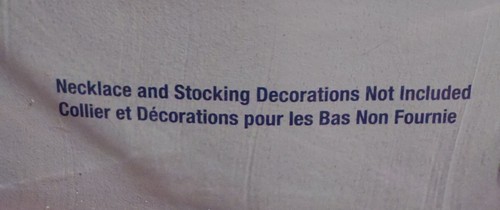 Necklace and Stocking Decorations Not Included
Collier et Décorations pour les Bas Non Fournie